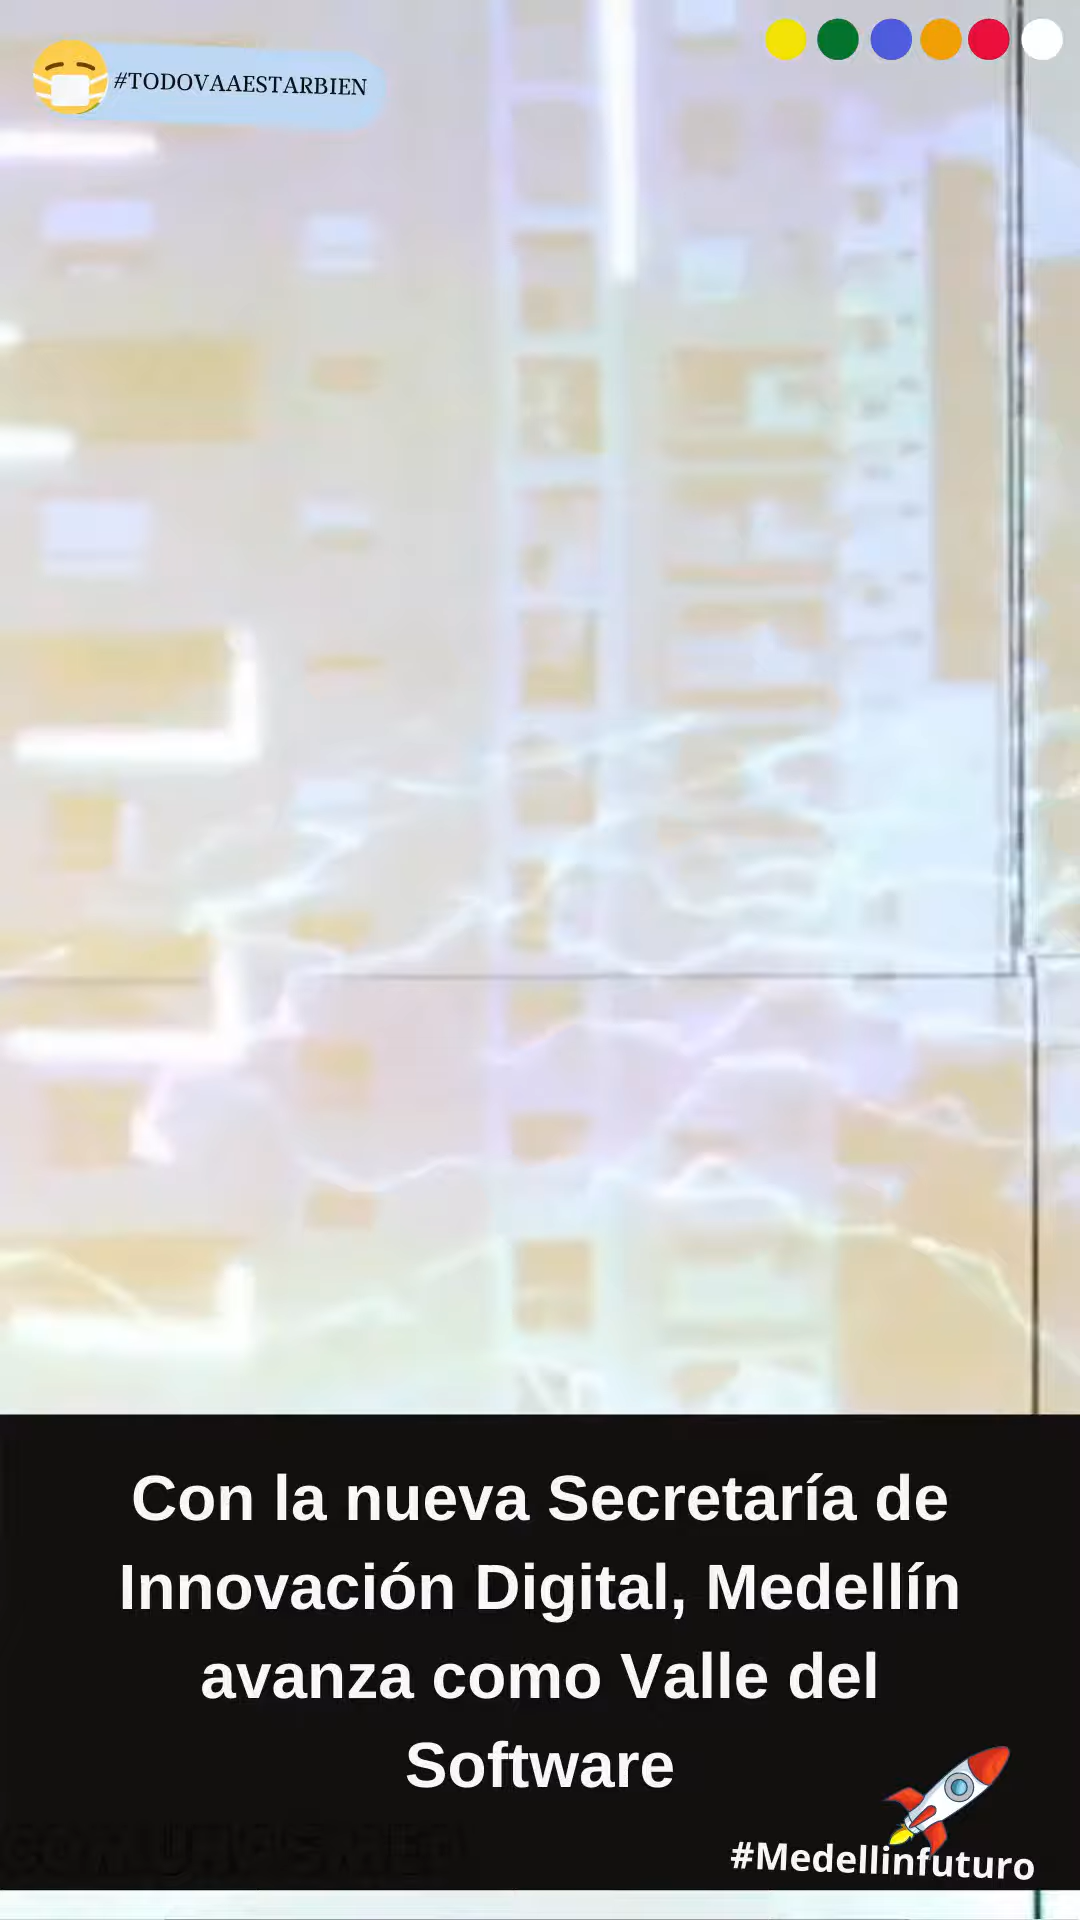 #TODOVAAESTARBIEN
Con la nueva Secretaría de
Innovación Digital, Medellín
avanza como Valle del
Software
#Medellinfuturo